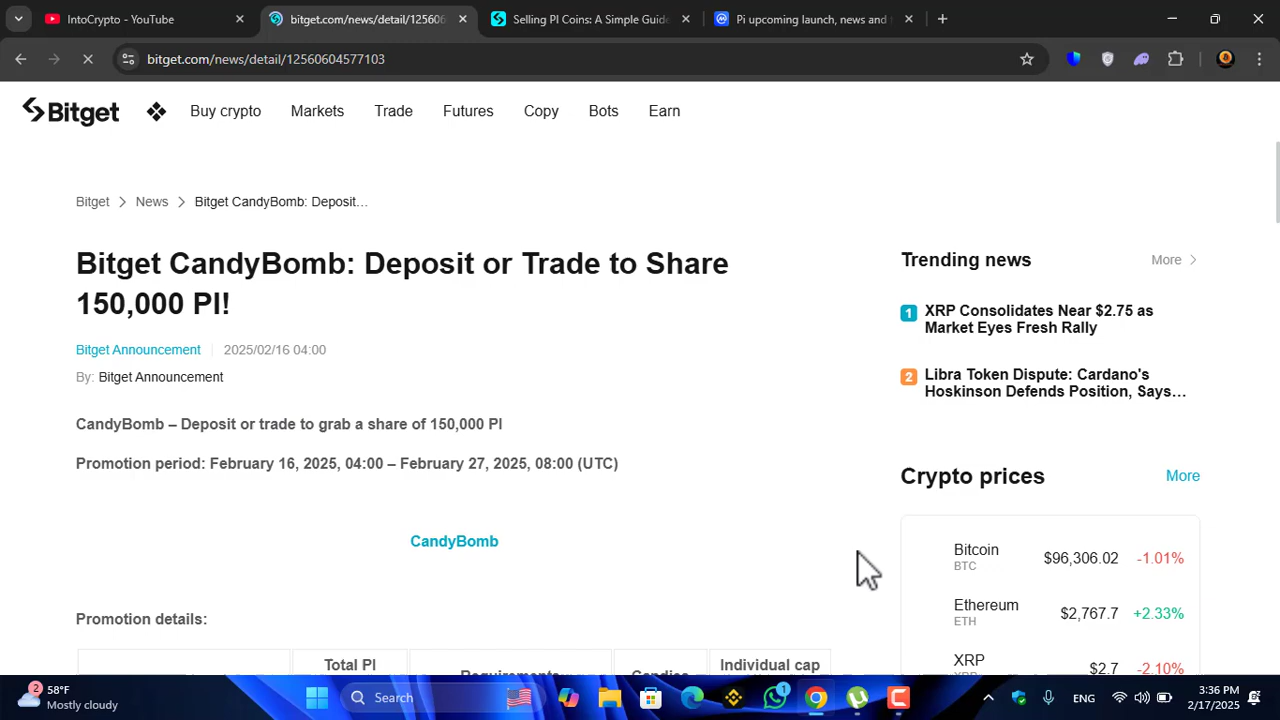 IntoCrypto - YouTube
bitget.com/news/detail/125606
Selling PI Coins: A Simple Guide
Pi upcoming launch, news and
bitget.com/news/detail/12560604577103
Bitget
Buy crypto
Markets
Trade
Futures
Copy
Bots
Earn
Bitget > News > Bitget CandyBomb: Deposit…
Bitget CandyBomb: Deposit or Trade to Share
150,000 PI!
Bitget Announcement | 2025/02/16 04:00
By: Bitget Announcement
CandyBomb – Deposit or trade to grab a share of 150,000 PI
Promotion period: February 16, 2025, 04:00 – February 27, 2025, 08:00 (UTC)
CandyBomb
Promotion details:
Total PI
Requirements
Candies
Individual cap
Trending news
More
1
XRP Consolidates Near $2.75 as
Market Eyes Fresh Rally
2
Libra Token Dispute: Cardano's
Hoskinson Defends Position, Says…
Crypto prices
More
Bitcoin
BTC
$96,306.02
-1.01%
Ethereum
ETH
$2,767.7
+2.33%
XRP
XRP
$2.7
-2.10%
2
58°F
Mostly cloudy
Search
1
ENG
3:36 PM
2/17/2025